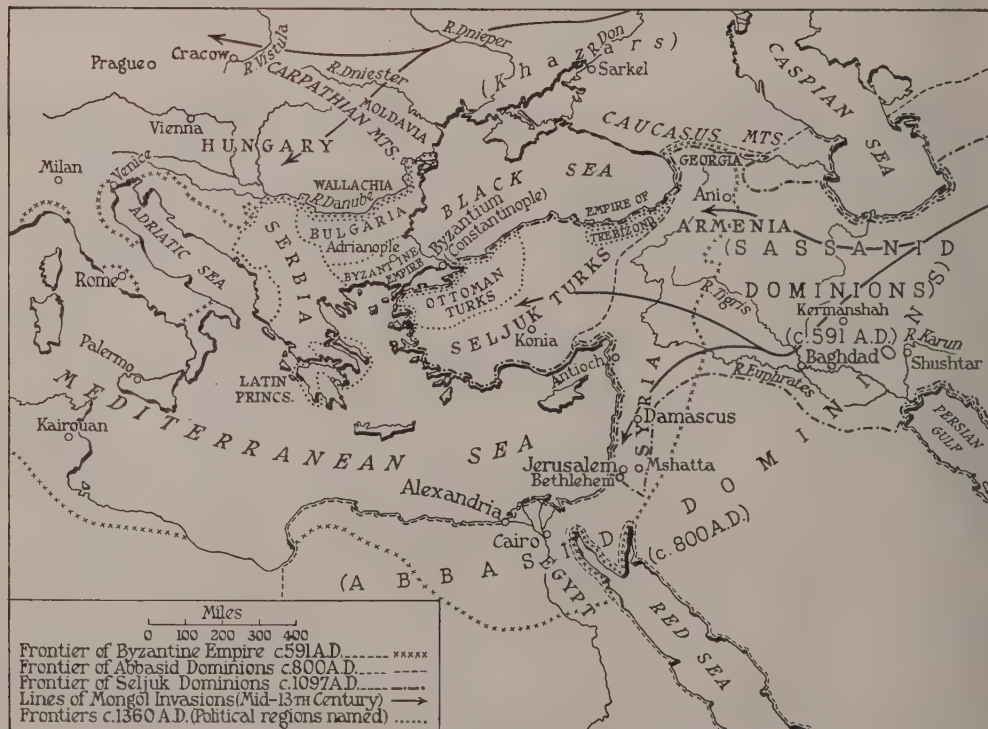 Prague
Cracow
R.Vistula
R.Dniester
R.Dnieper
(Khazars)
R.Don
Sarkel
CARPATHIAN MTS.
MOLDAVIA
Vienna
HUNGARY
Milan
Venice
ADRIATIC SEA
WALLACHIA
R.Danube
BULGARIA
SERBIA
Adrianople
BYZANTINE EMPIRE
Byzantium
(Constantinople)
BLACK SEA
CAUCASUS MTS.
GEORGIA
CASPIAN SEA
Ani
ARMENIA
EMPIRE OF
TREBIZOND
(SASSANID
DOMINIONS)
(c.591 A.D.)
Kermanshah
R.Tigris
Baghdad
R.Karun
Shushtar
R.Euphrates
PERSIAN
GULF
Rome
Palermo
Kairouan
LATIN
PRINCS.
OTTOMAN
TURKS
SELJUK TURKS
Konia
Antioch
SYRIA
Damascus
Jerusalem
Bethlehem
Mshatta
MEDITERRANEAN SEA
Alexandria
Cairo
EGYPT
RED SEA
(ABBASID DOMINIONS)
(c.800A.D.)
Miles
0 100 200 300 400
Frontier of Byzantine Empire c.591A.D.
Frontier of Abbasid Dominions c.800A.D.
Frontier of Seljuk Dominions c.1097A.D.
Lines of Mongol Invasions(Mid-13TH Century)
Frontiers c.1360 A.D.(Political regions named)